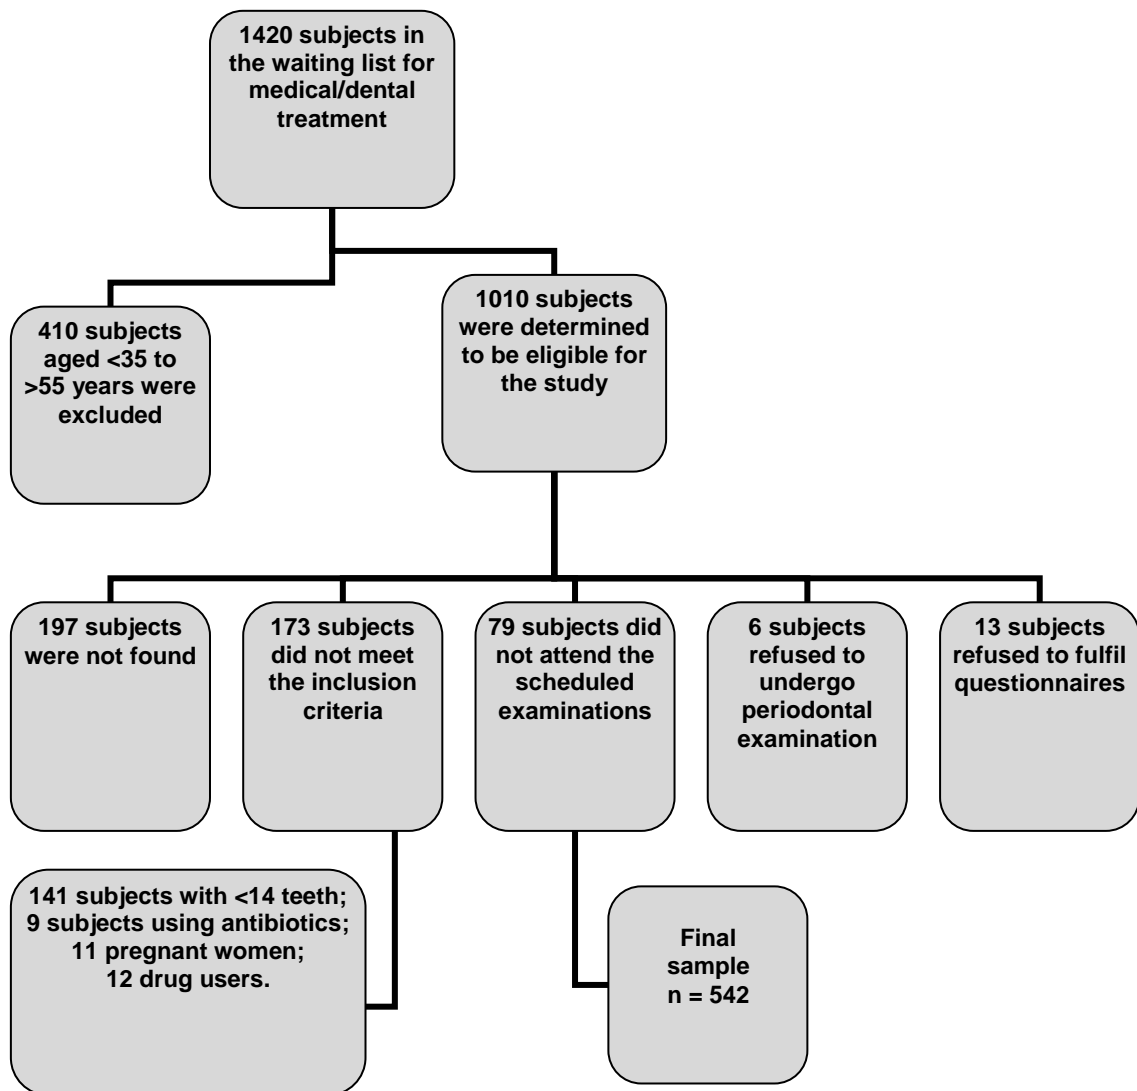 1420 subjects in
the waiting list for
medical/dental
treatment
410 subjects
aged <35 to
>55 years were
excluded
1010 subjects
were determined
to be eligible for
the study
197 subjects
were not found
173 subjects
did not meet
the inclusion
criteria
79 subjects did
not attend the
scheduled
examinations
6 subjects
refused to
undergo
periodontal
examination
13 subjects
refused to fulfil
questionnaires
141 subjects with <14 teeth;
9 subjects using antibiotics;
11 pregnant women;
12 drug users.
Final
sample
n = 542